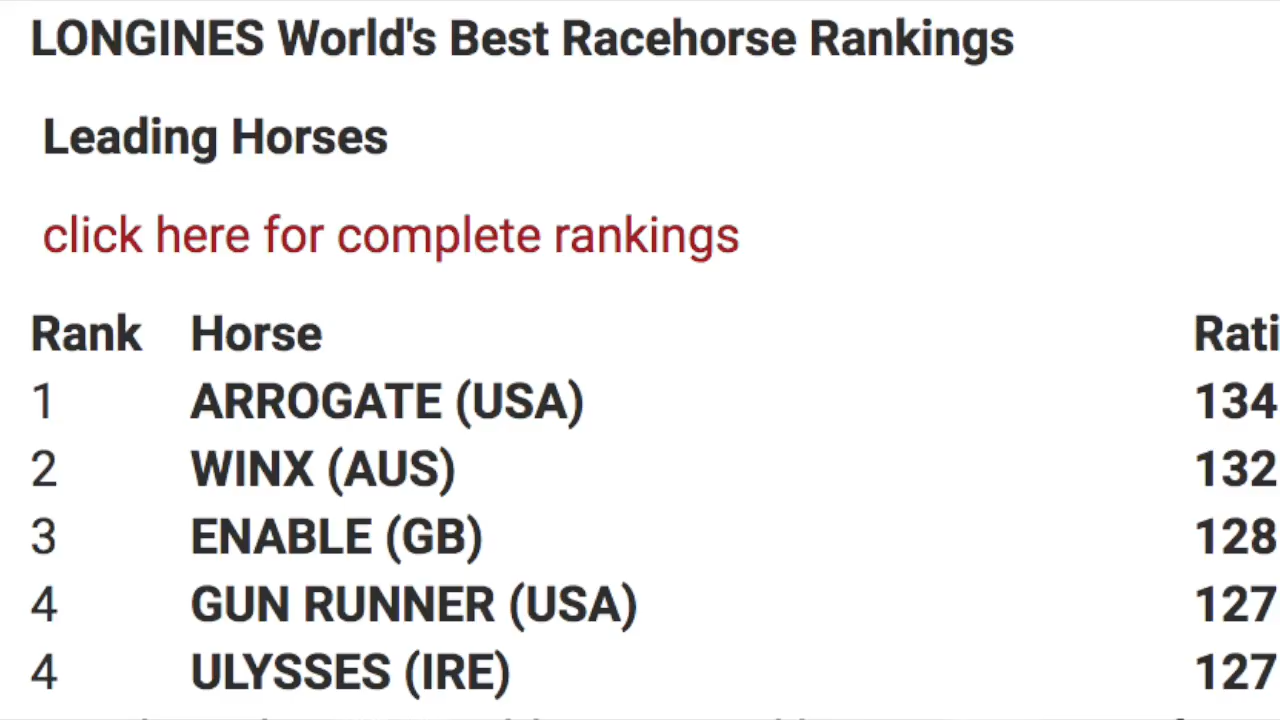 LONGINES World's Best Racehorse Rankings
Leading Horses
click here for complete rankings
Rank Horse Rati
1 ARROGATE (USA) 134
2 WINX (AUS) 132
3 ENABLE (GB) 128
4 GUN RUNNER (USA) 127
4 ULYSSES (IRE) 127